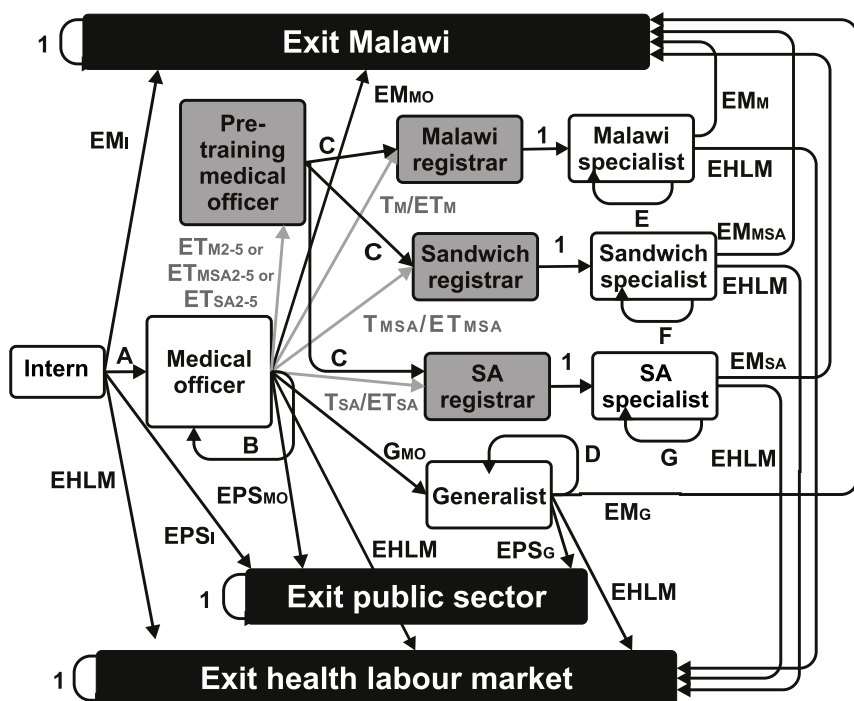 1
Exit Malawi
EMI
Pre-
training
medical
officer
EMMO
C
Malawi
registrar
1
Malawi
specialist
EMM
EHLM
E
TM/ETM
ETM2-5 or
ETMSA2-5 or
ETSA2-5
C
Sandwich
registrar
1
Sandwich
specialist
EMMSA
EHLM
F
TMSA/ETMSA
Intern
A
Medical
officer
B
C
SA
registrar
1
SA
specialist
EMSA
TSA/ETSA
G
EHLM
GMO
D
Generalist
EHLM
EPSMO
EPSI
EHLM
EPSG
EMG
EHLM
1
Exit public sector
1
Exit health labour market